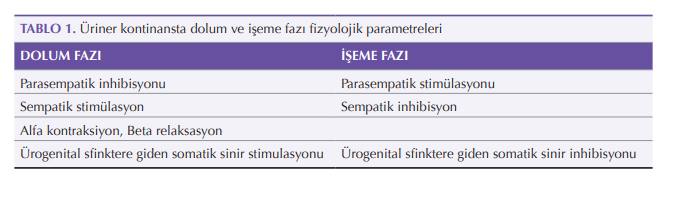 TABLO 1. Üriner kontinansta dolum ve işeme fazı fizyolojik parametreleri
DOLUM FAZI İŞEME FAZI
Parasempatik inhibisyonu Parasempatik stimülasyonu
Sempatik stimülasyon Sempatik inhibisyon
Alfa kontraksiyon, Beta relaksasyon
Ürogenital sfinktere giden somatik sinir stimulasyonu Ürogenital sfinktere giden somatik sinir inhibisyonu